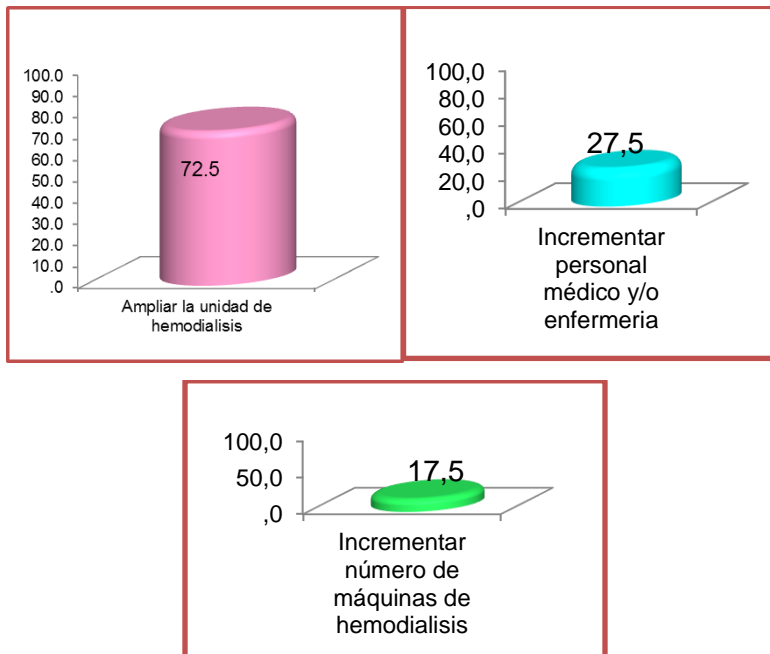 100.0
90.0
80.0
70.0
60.0
50.0
40.0
30.0
20.0
10.0
.0
72.5
Ampliar la unidad de
hemodialisis
100,0
80,0
60,0
40,0
20,0
,0
27,5
Incrementar
personal
médico y/o
enfermeria
100,0
50,0
,0
17,5
Incrementar
número de
máquinas de
hemodialisis